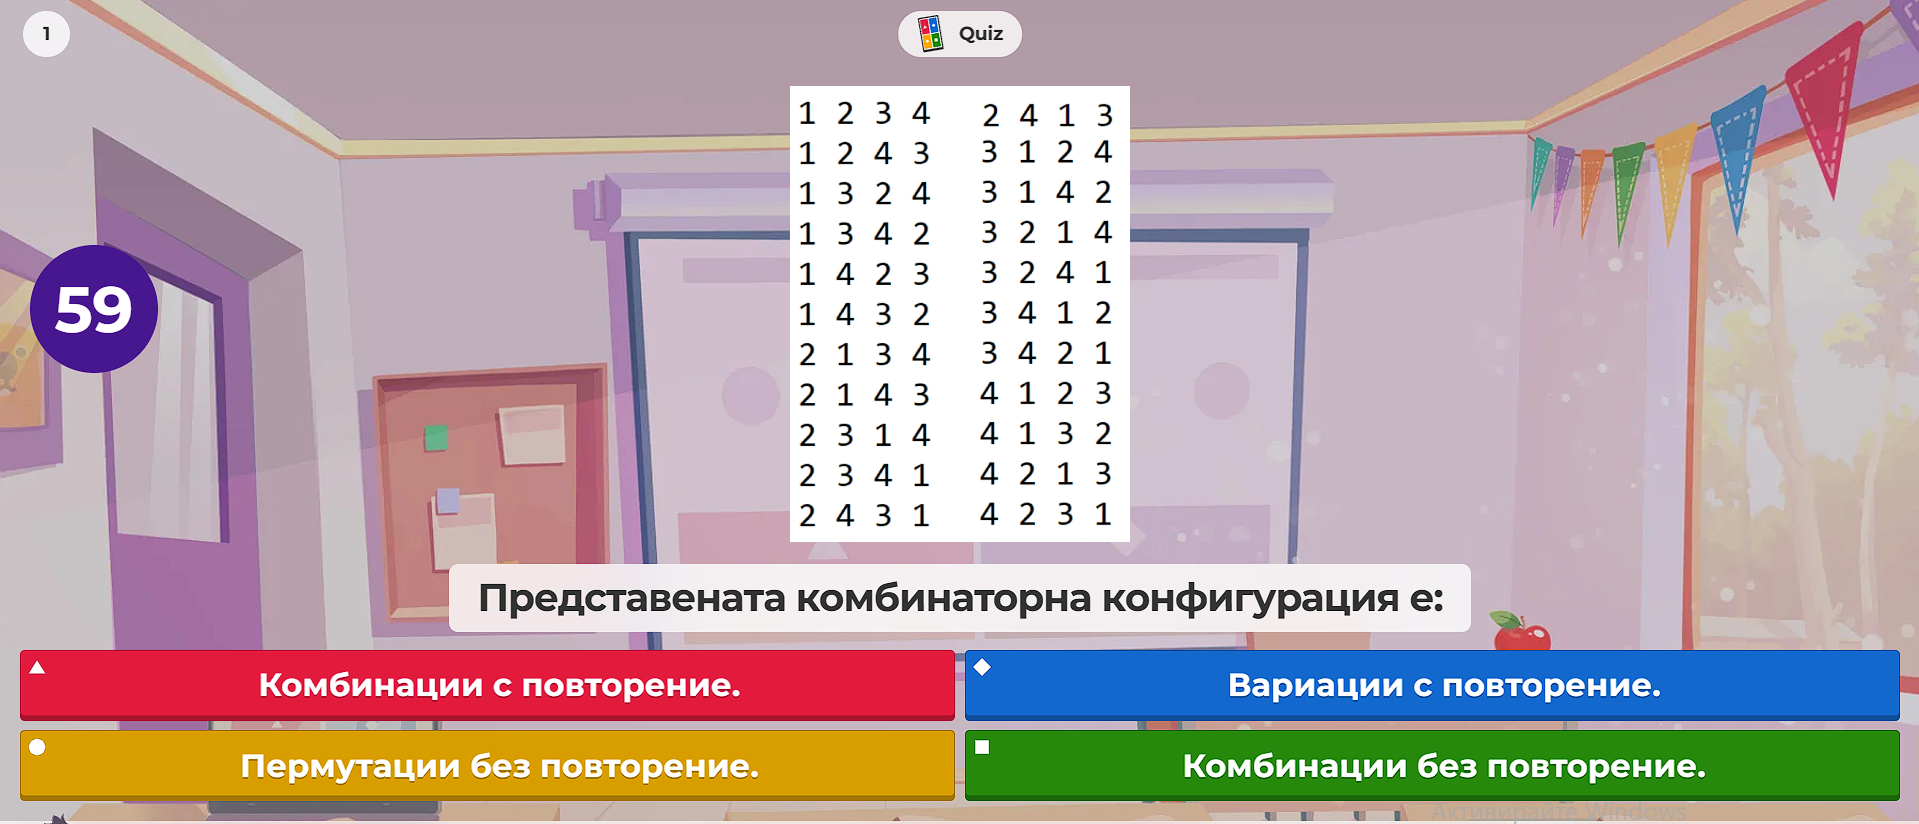 1
Quiz
1 2 3 4
1 2 4 3
1 3 2 4
1 3 4 2
1 4 2 3
1 4 3 2
2 1 3 4
2 1 4 3
2 3 1 4
2 3 4 1
2 4 3 1
2 4 1 3
3 1 2 4
3 1 4 2
3 2 1 4
3 2 4 1
3 4 1 2
3 4 2 1
4 1 2 3
4 1 3 2
4 2 1 3
4 2 3 1
59
Представената комбинаторна конфигурация е:
Комбинации с повторение.
Вариации с повторение.
Пермутации без повторение.
Комбинации без повторение.
Активирайте Windows